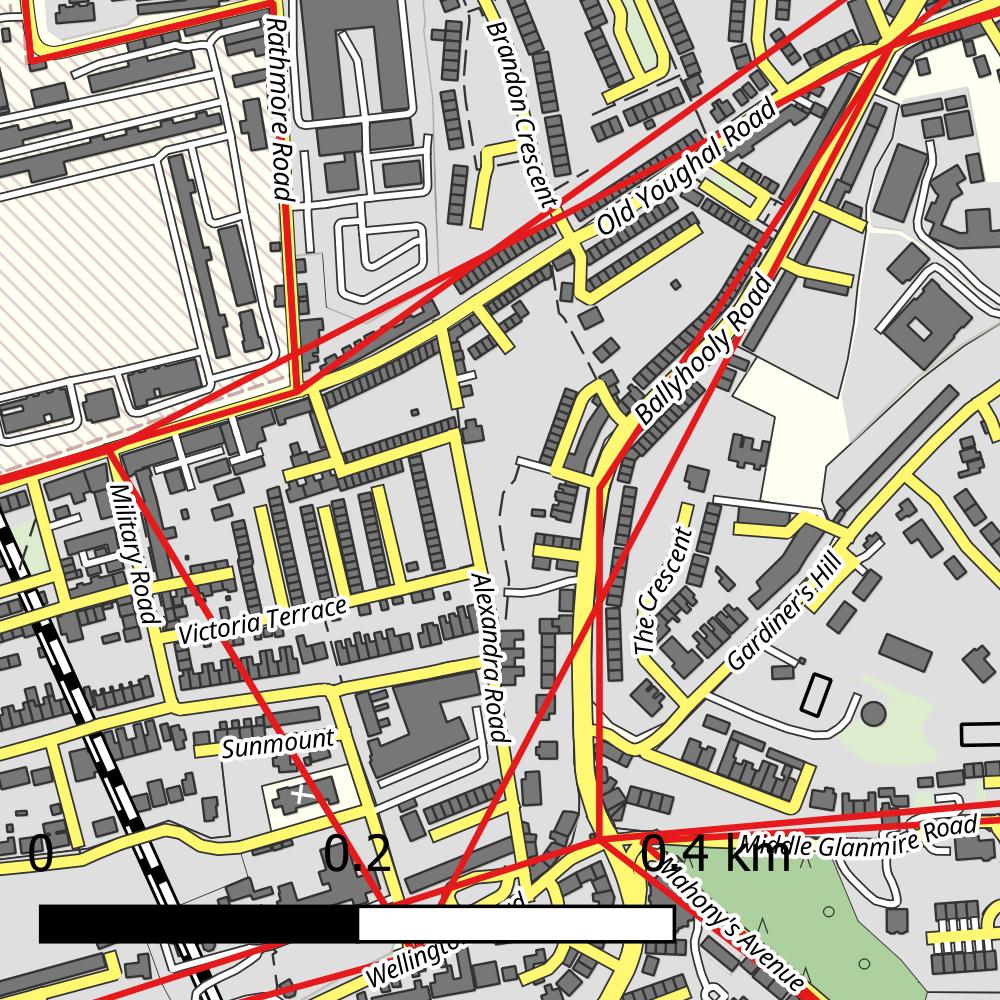 Rathmore Road
Brandon Crescent
Old Youghal Road
Ballyhooly Road
Military Road
Victoria Terrace
Alexandra Road
The Crescent
Gardiner's Hill
Sunmount
0
0.2
0.4 km
Middle Glanmire Road
Mahony's Avenue
Wellington